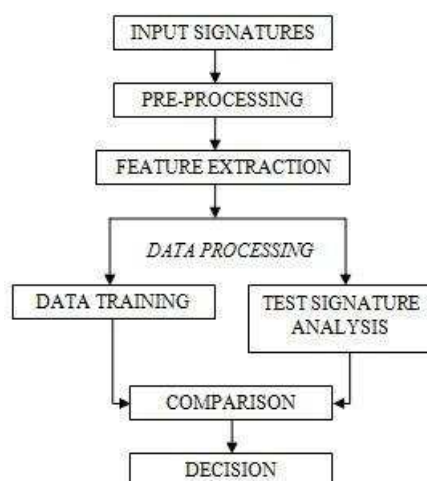 INPUT SIGNATURES
PRE-PROCESSING
FEATURE EXTRACTION
DATA PROCESSING
DATA TRAINING
TEST SIGNATURE
ANALYSIS
COMPARISON
DECISION